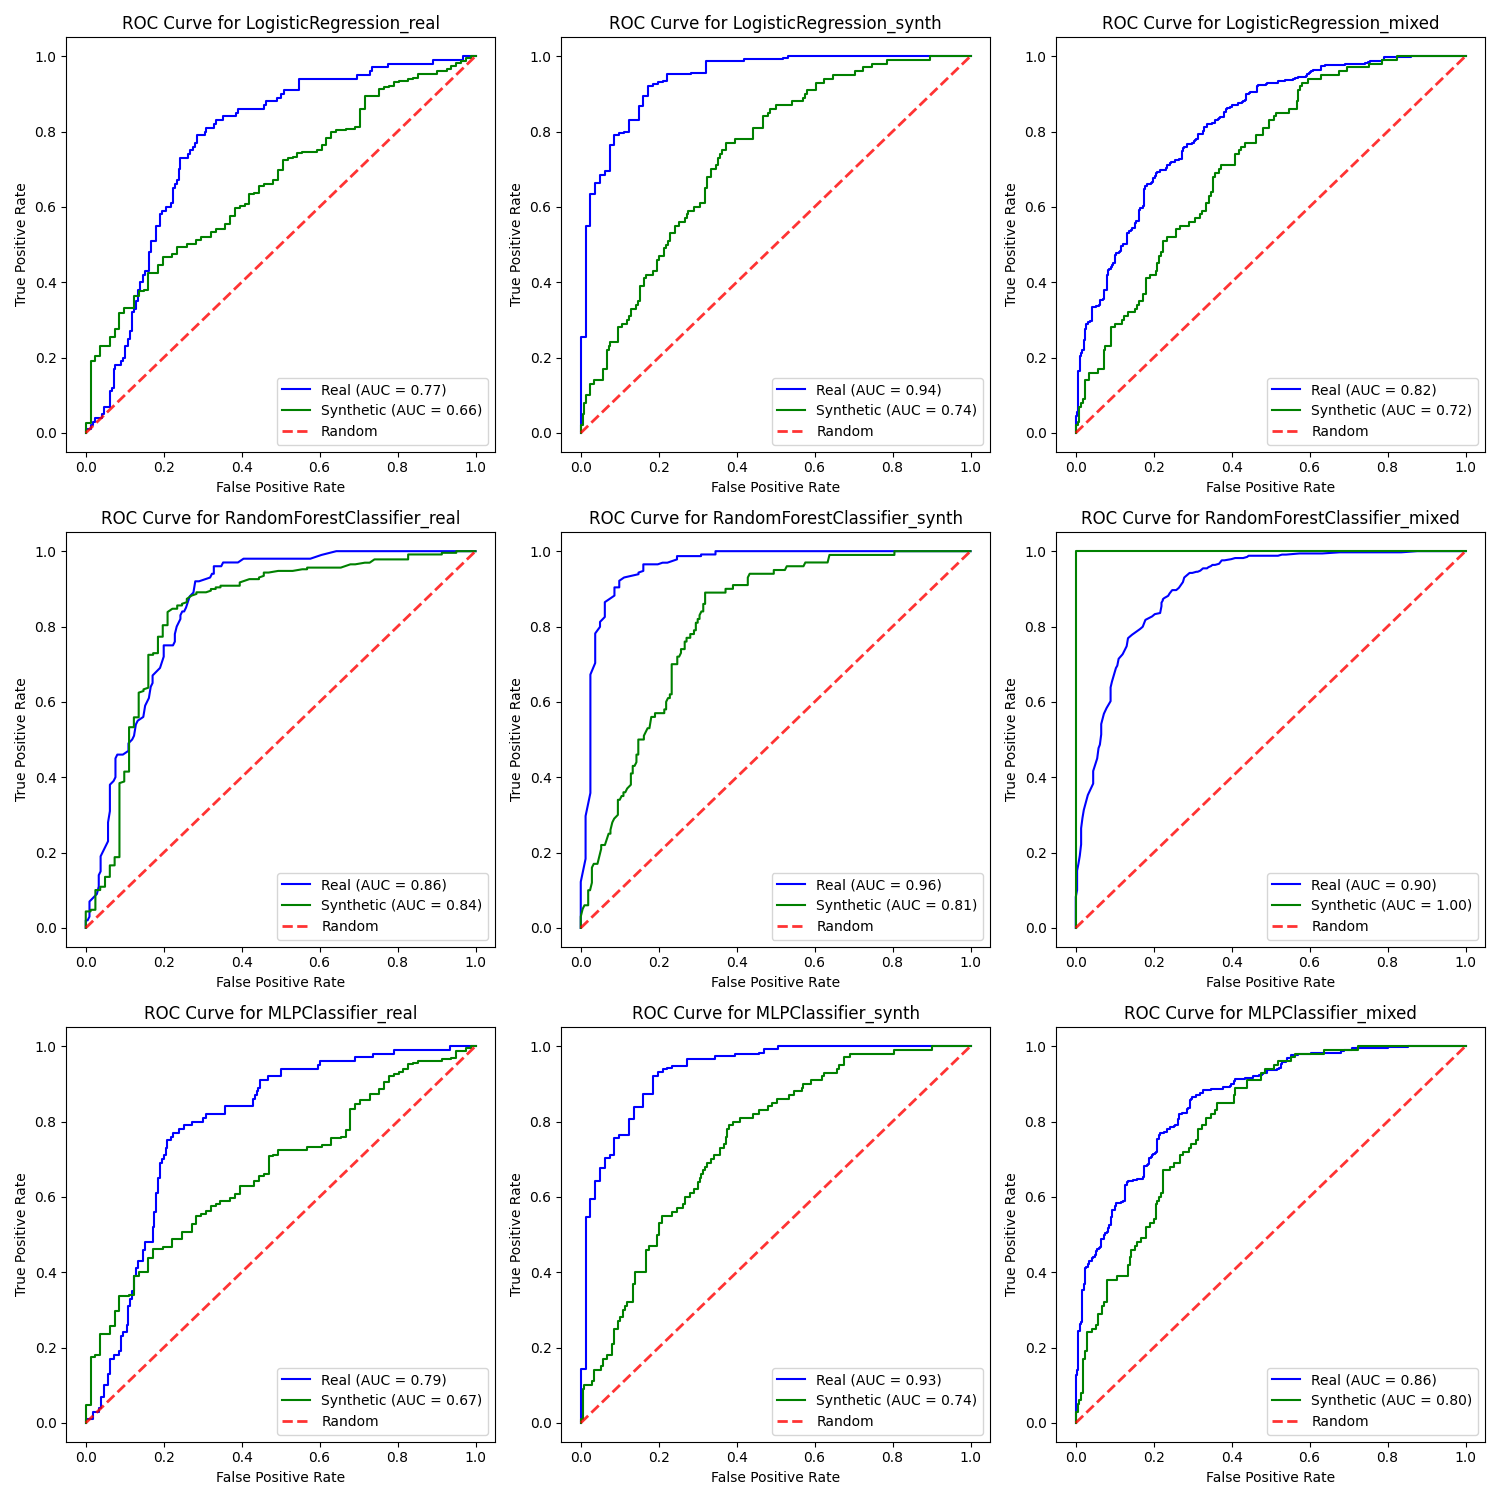 ROC Curve for LogisticRegression_real
1.0
0.8
0.6
0.4
0.2
0.0
True Positive Rate
Real (AUC = 0.77)
Synthetic (AUC = 0.66)
Random
0.0 0.2 0.4 0.6 0.8 1.0
False Positive Rate
ROC Curve for LogisticRegression_synth
1.0
0.8
0.6
0.4
0.2
0.0
True Positive Rate
Real (AUC = 0.94)
Synthetic (AUC = 0.74)
Random
0.0 0.2 0.4 0.6 0.8 1.0
False Positive Rate
ROC Curve for LogisticRegression_mixed
1.0
0.8
0.6
0.4
0.2
0.0
True Positive Rate
Real (AUC = 0.82)
Synthetic (AUC = 0.72)
Random
0.0 0.2 0.4 0.6 0.8 1.0
False Positive Rate
ROC Curve for RandomForestClassifier_real
1.0
0.8
0.6
0.4
0.2
0.0
True Positive Rate
Real (AUC = 0.86)
Synthetic (AUC = 0.84)
Random
0.0 0.2 0.4 0.6 0.8 1.0
False Positive Rate
ROC Curve for RandomForestClassifier_synth
1.0
0.8
0.6
0.4
0.2
0.0
True Positive Rate
Real (AUC = 0.96)
Synthetic (AUC = 0.81)
Random
0.0 0.2 0.4 0.6 0.8 1.0
False Positive Rate
ROC Curve for RandomForestClassifier_mixed
1.0
0.8
0.6
0.4
0.2
0.0
True Positive Rate
Real (AUC = 0.90)
Synthetic (AUC = 1.00)
Random
0.0 0.2 0.4 0.6 0.8 1.0
False Positive Rate
ROC Curve for MLPClassifier_real
1.0
0.8
0.6
0.4
0.2
0.0
True Positive Rate
Real (AUC = 0.79)
Synthetic (AUC = 0.67)
Random
0.0 0.2 0.4 0.6 0.8 1.0
False Positive Rate
ROC Curve for MLPClassifier_synth
1.0
0.8
0.6
0.4
0.2
0.0
True Positive Rate
Real (AUC = 0.93)
Synthetic (AUC = 0.74)
Random
0.0 0.2 0.4 0.6 0.8 1.0
False Positive Rate
ROC Curve for MLPClassifier_mixed
1.0
0.8
0.6
0.4
0.2
0.0
True Positive Rate
Real (AUC = 0.86)
Synthetic (AUC = 0.80)
Random
0.0 0.2 0.4 0.6 0.8 1.0
False Positive Rate